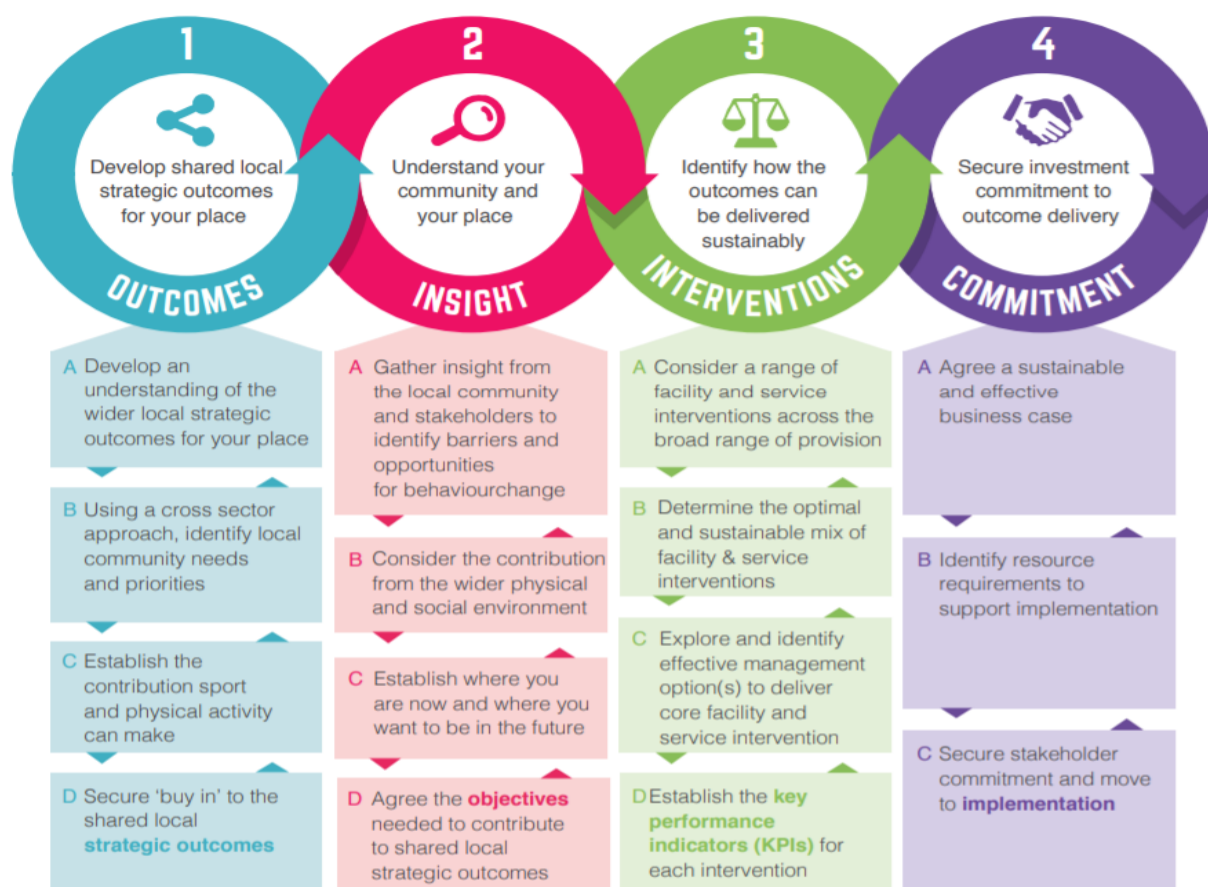 1
Develop shared local
strategic outcomes
for your place
OUTCOMES
2
Understand your
community and
your place
INSIGHT
3
Identify how the
outcomes can
be delivered
sustainably
INTERVENTIONS
4
Secure investment
commitment to
outcome delivery
COMMITMENT
A Develop an
understanding of the
wider local strategic
outcomes for your place
B Using a cross sector
approach, identify local
community needs
and priorities
C Establish the
contribution sport
and physical activity
can make
D Secure ‘buy in’ to the
shared local
strategic outcomes
A Gather insight from
the local community
and stakeholders to
identify barriers and
opportunities
for behaviourchange
B Consider the contribution
from the wider physical
and social environment
C Establish where you
are now and where you
want to be in the future
D Agree the objectives
needed to contribute
to shared local
strategic outcomes
A Consider a range of
facility and service
interventions across the
broad range of provision
B Determine the optimal
and sustainable mix of
facility & service
interventions
C Explore and identify
effective management
option(s) to deliver
core facility and
service intervention
D Establish the key
performance
indicators (KPIs) for
each intervention
A Agree a sustainable
and effective
business case
B Identify resource
requirements to
support implementation
C Secure stakeholder
commitment and move
to implementation